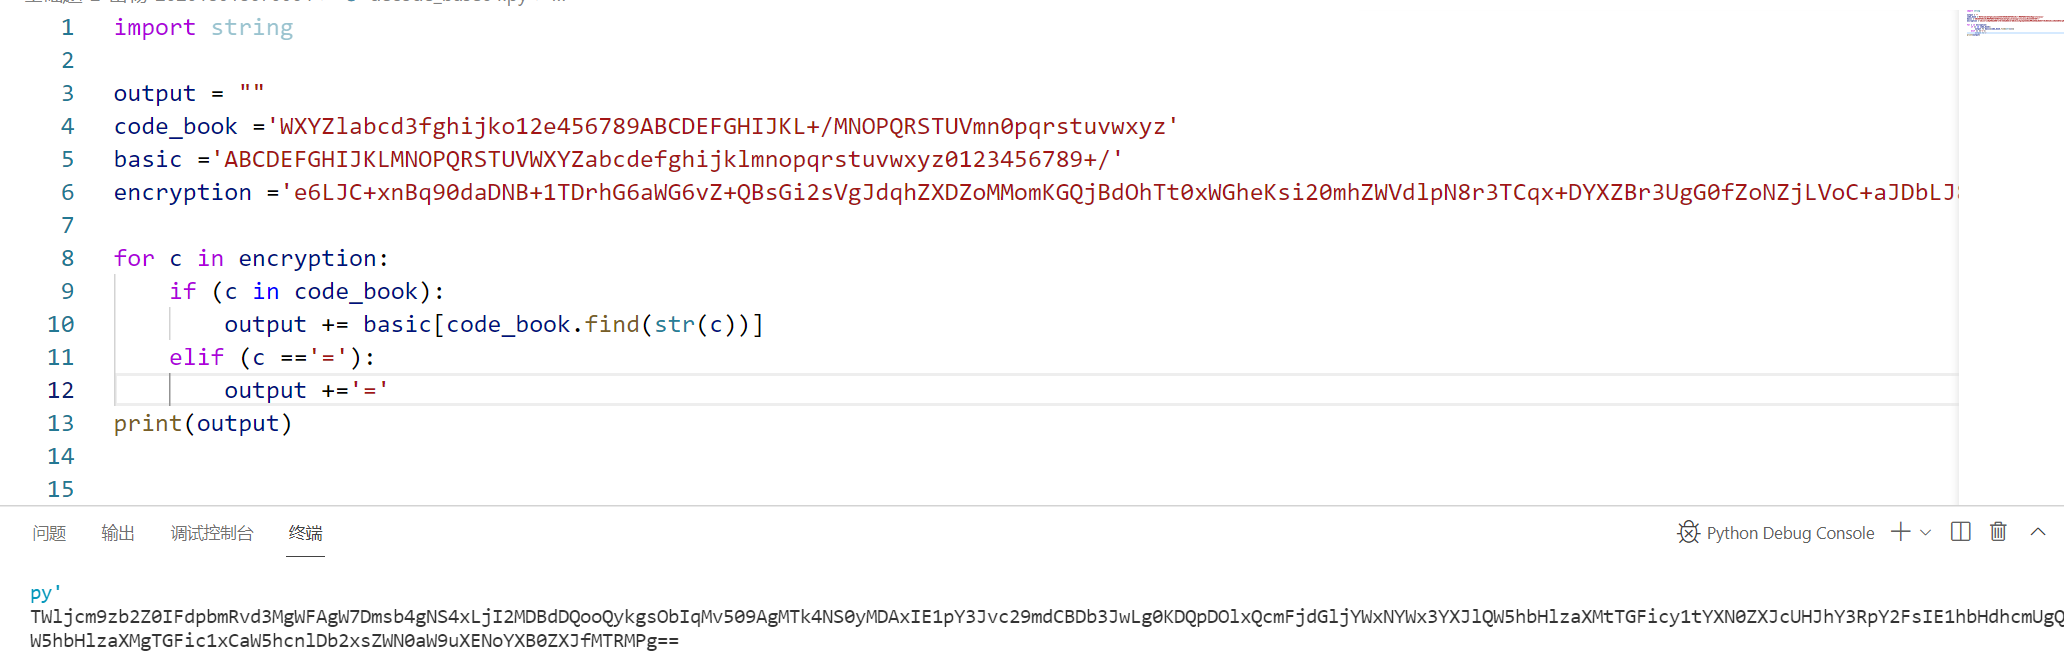 1 import string
2
3 output = ""
4 code_book ='WXYZlabcd3fghijko12e456789ABCDEFGHIJKL+/MNOPQRSTUVmn0pqrstuvwxyz'
5 basic ='ABCDEFGHIJKLMNOPQRSTUVWXYZabcdefghijklmnopqrstuvwxyz0123456789+/'
6 encryption ='e6LJC+xnBq90daDNB+1TDrhG6aWG6vZ+QBsGi2sVgJdqhZXDZoMMomKGQjBdOhTt0xWGheKsi20mhZWVdlpN8r3TCqx+DYXZBr3UgG0fZoNZjLVoC+aJDbLJ
7
8 for c in encryption:
9 if (c in code_book):
10 output += basic[code_book.find(str(c))]
11 elif (c =='='):
12 output +='='
13 print(output)
14
15
问题 输出 调试控制台 终端 Python Debug Console
py'
TWljcm9zb2Z0IFdpbmRvd3MgWFAgW7Dmsb4gNS4xLjI2MDBdDQooQykgsObIqMv509AgMTk4NS0yMDAxIE1pY3Jvc29mdCBDb3JwLg0KDQpDOlxQcmFjdGljYWxNYWx3YXJlQW5hbHlzaXMtTGFicy1tYXN0ZXJcUHJhY3RpY2FsIE1hbHdhcmUgQ
W5hbHlzaXMgTGFic1xCaW5hcnlDb2xsZWN0aW9uXENoYXB0ZXJfMTRMPg==